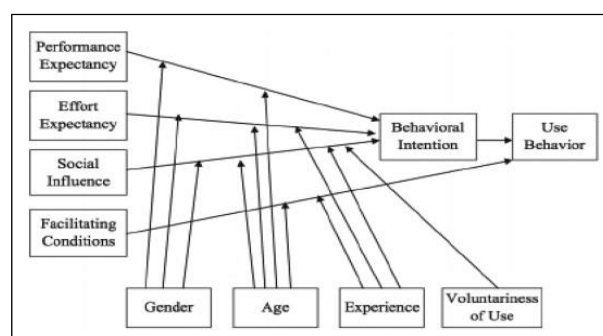 Performance
Expectancy
Effort
Expectancy
Social
Influence
Facilitating
Conditions
Behavioral
Intention
Use
Behavior
Gender
Age
Experience
Voluntariness
of Use